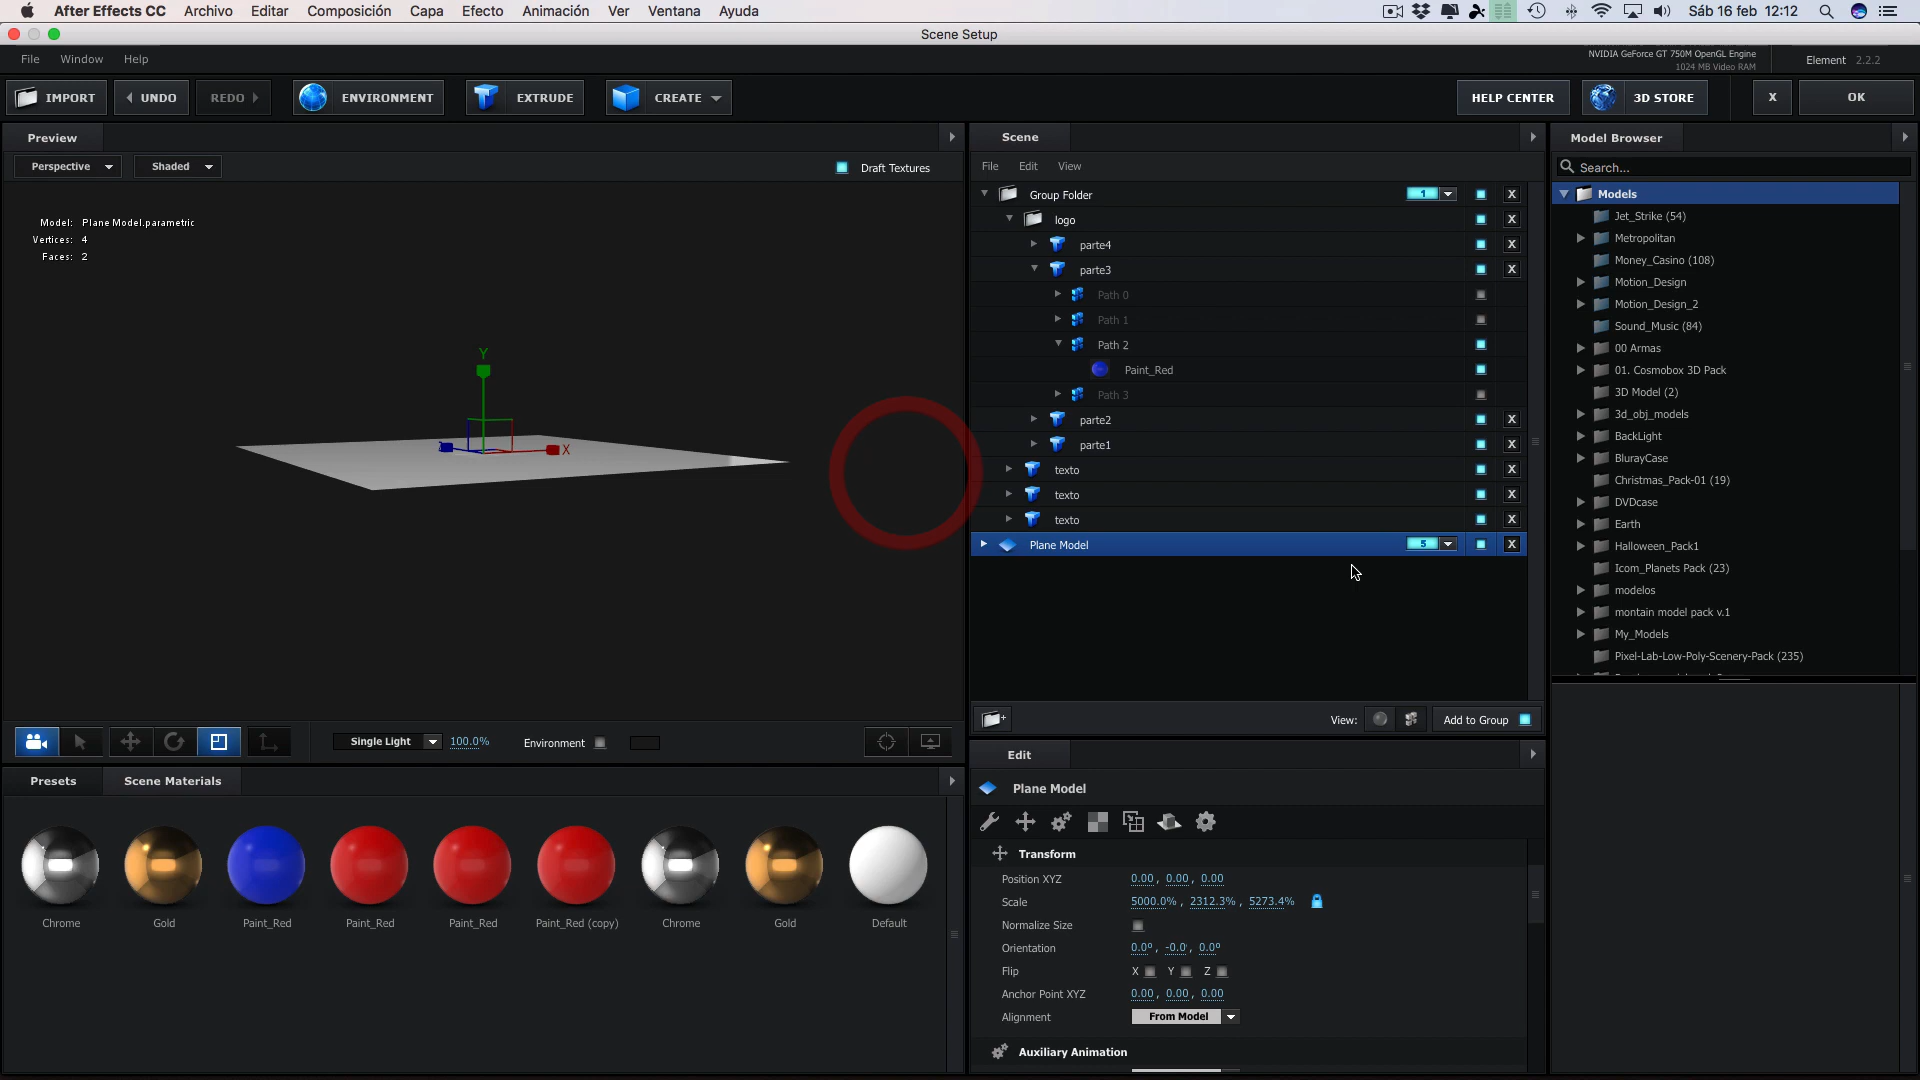 After Effects CC Archivo Editar Composición Capa Efecto Animación Ver Ventana Ayuda Sáb 16 feb 12:12
Scene Setup
File Window Help
NVIDIA GeForce GT 750M OpenGL Engine
1024 MB Video RAM
Element 2.2.2
IMPORT UNDO REDO ENVIRONMENT EXTRUDE CREATE HELP CENTER 3D STORE X OK
Preview
Perspective Shaded Draft Textures
Model: Plane Model.parametric
Vertices: 4
Faces: 2
Y
X
Single Light 100.0% Environment
Presets Scene Materials
Chrome Gold Paint_Red Paint_Red Paint_Red Paint_Red (copy) Chrome Gold Default
Scene
File Edit View
Group Folder 1 X
logo X
parte4 X
parte3 X
Path 0
Path 1
Path 2
Paint_Red
Path 3
parte2 X
parte1 X
texto X
texto X
texto X
Plane Model 5 X
View: Add to Group
Edit
Plane Model
Transform
Position XYZ 0.00, 0.00, 0.00
Scale 5000.0%, 2312.3%, 5273.4%
Normalize Size
Orientation 0.0°, -0.0, 0.0°
Flip X Y Z
Anchor Point XYZ 0.00, 0.00, 0.00
Alignment From Model
Auxiliary Animation
Model Browser
Search...
Models
Jet_Strike (54)
Metropolitan
Money_Casino (108)
Motion_Design
Motion_Design_2
Sound_Music (84)
00 Armas
01. Cosmobox 3D Pack
3D Model (2)
3d_obj_models
BackLight
BlurayCase
Christmas_Pack-01 (19)
DVDcase
Earth
Halloween_Pack1
Icom_Planets Pack (23)
modelos
montain model pack v.1
My_Models
Pixel-Lab-Low-Poly-Scenery-Pack (235)